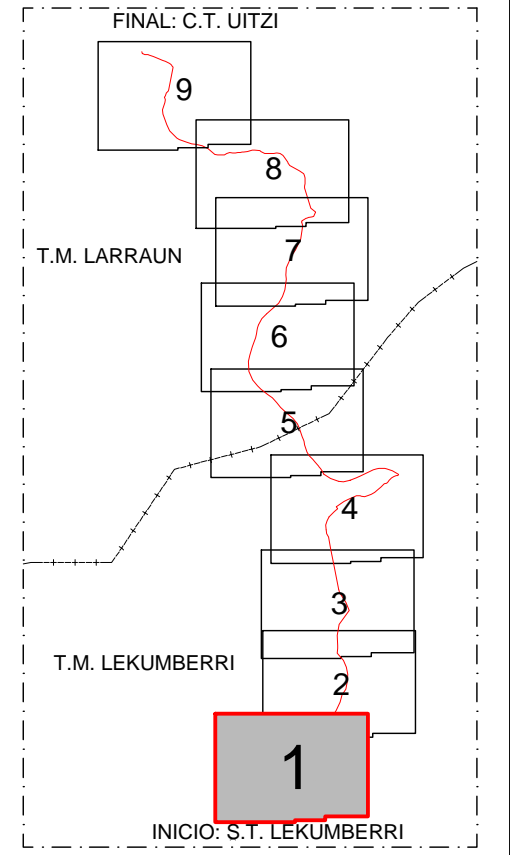 FINAL: C.T. UITZI
9
8
7
T.M. LARRAUN
6
5
4
3
T.M. LEKUMBERRI
2
1
INICIO: S.T. LEKUMBERRI